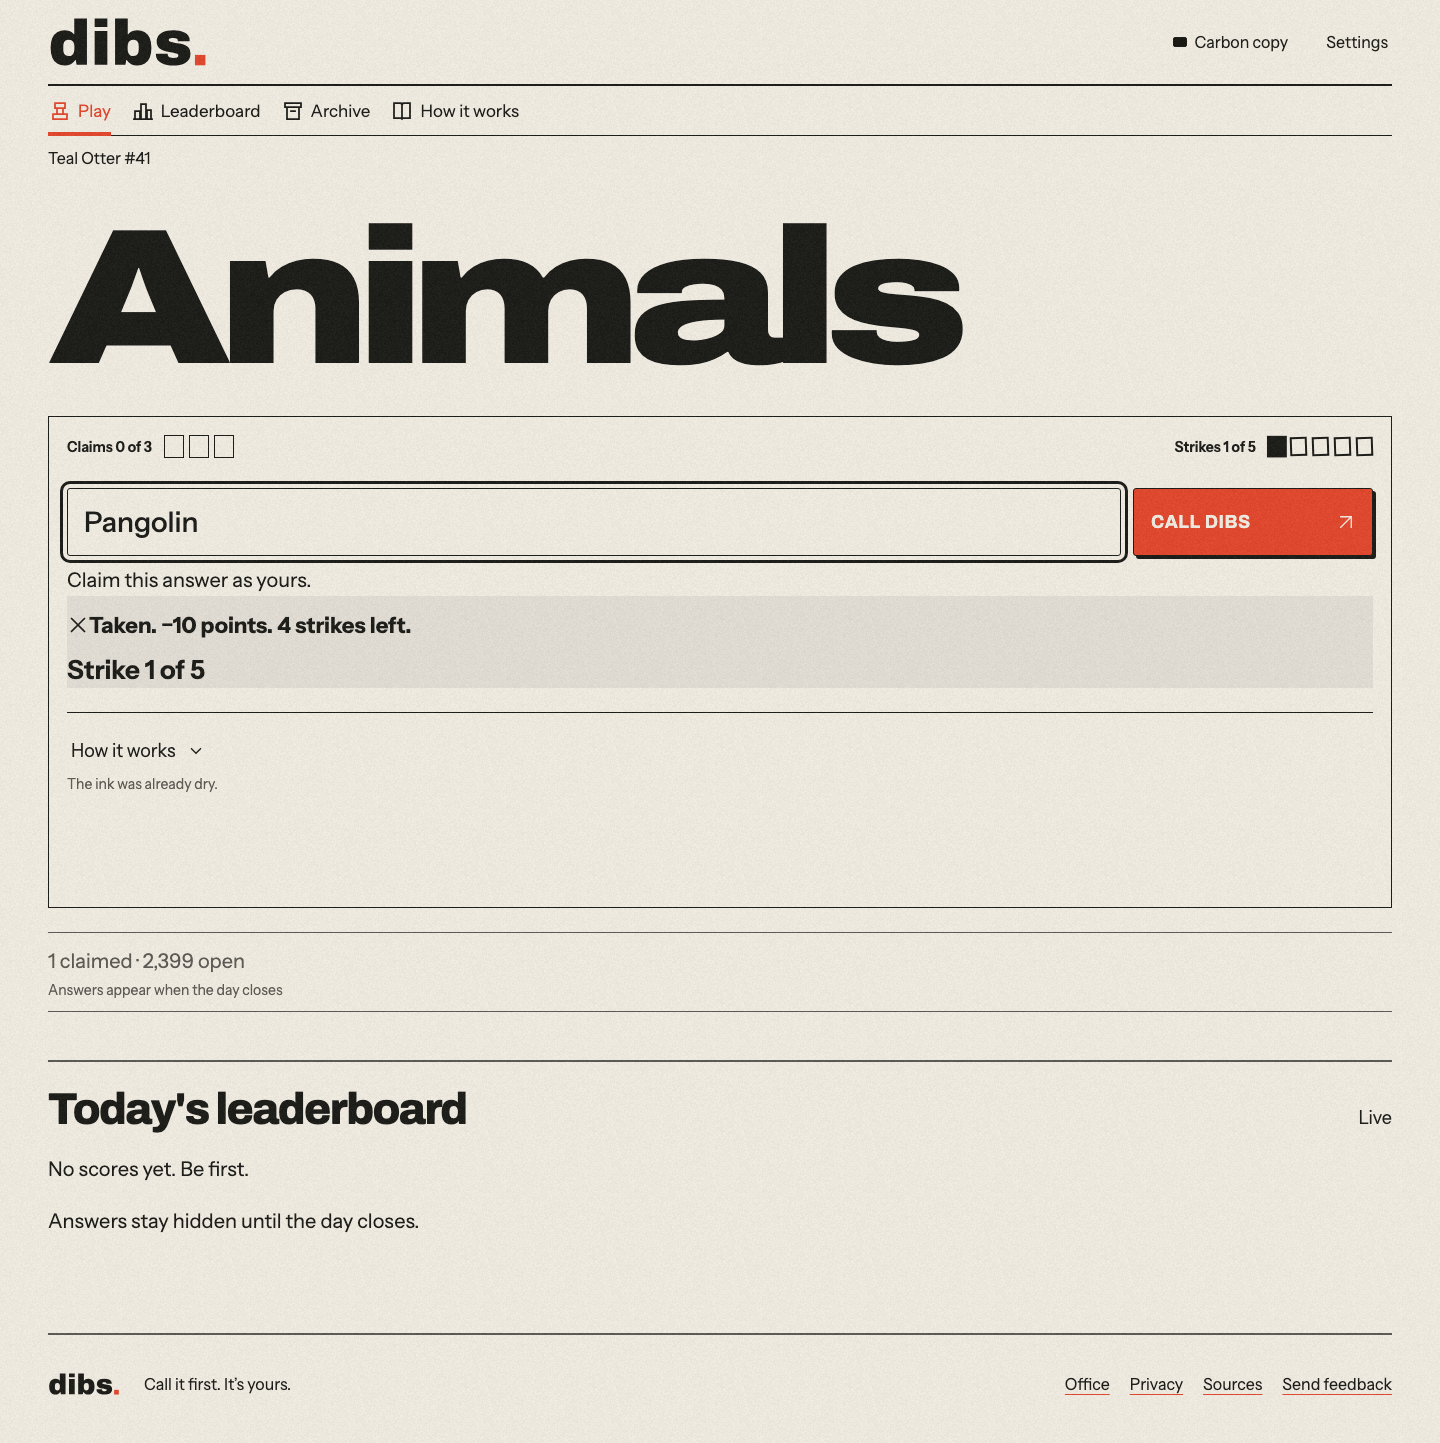 dibs.
Carbon copy Settings
Play Leaderboard Archive How it works
Teal Otter #41
Animals
Claims 0 of 3 Strikes 1 of 5
Pangolin CALL DIBS
Claim this answer as yours.
Taken. −10 points. 4 strikes left.
Strike 1 of 5
How it works
The ink was already dry.
1 claimed · 2,399 open
Answers appear when the day closes
Today's leaderboard Live
No scores yet. Be first.
Answers stay hidden until the day closes.
dibs. Call it first. It’s yours. Office Privacy Sources Send feedback